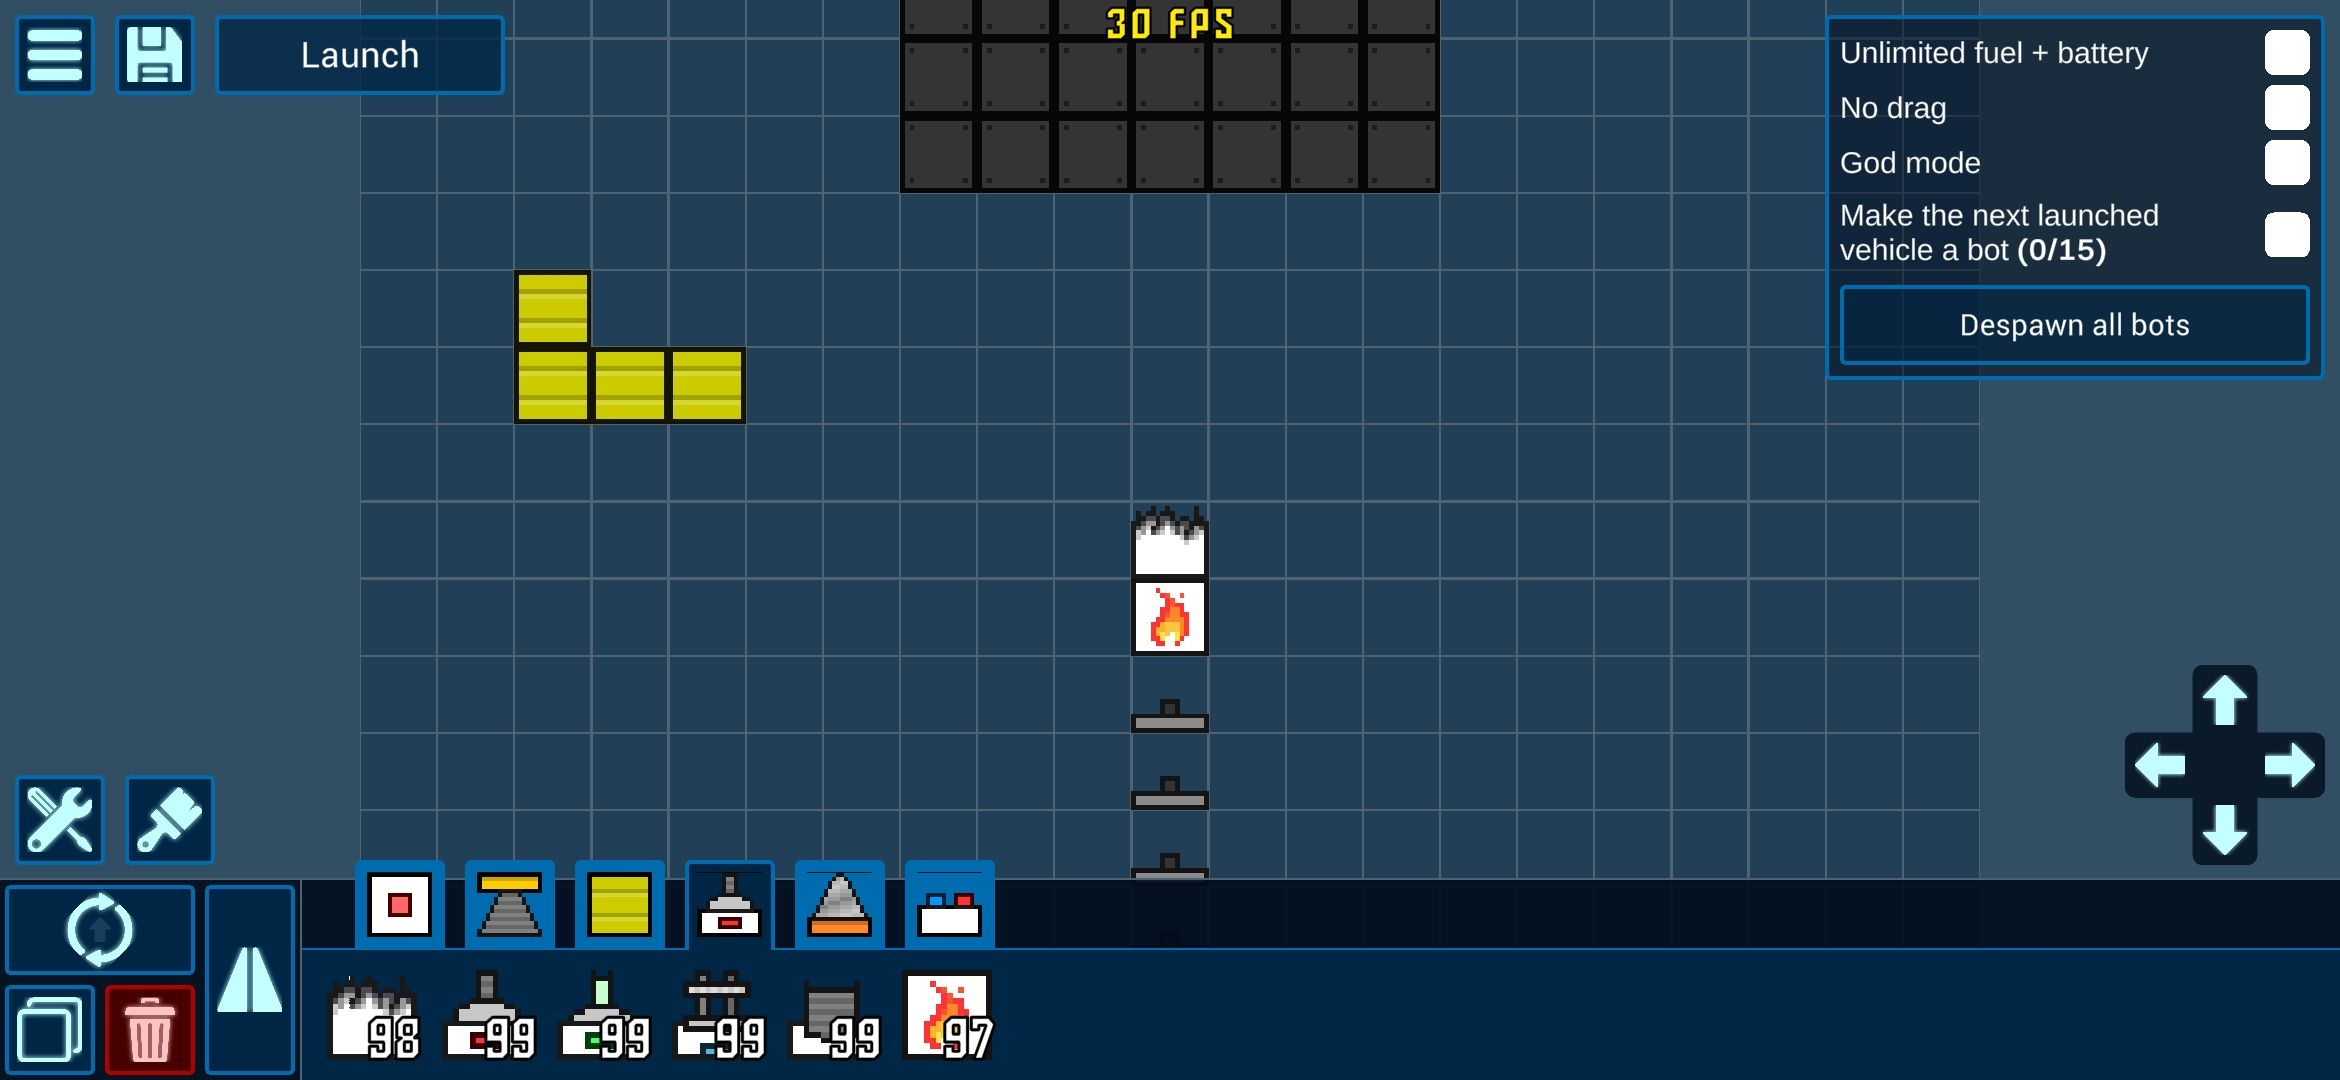 30 FPS
Launch
Unlimited fuel + battery
No drag
God mode
Make the next launched
vehicle a bot (0/15)
Despawn all bots
98 99 99 99 99 97